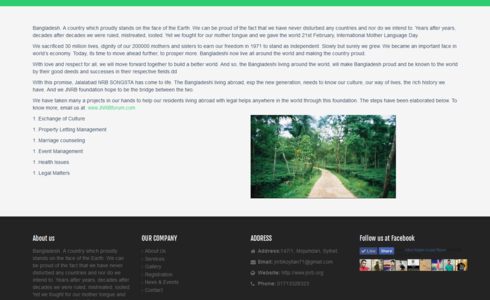 Bangladesh. A country which proudly stands on the face of the Earth. We can be proud of the fact that we have never disturbed any countries and nor do we intend to. Years after years,
decades after decades we were ruled, mistreated, looted. Yet we fought for our mother tongue and we gave the world 21st February, International Mother Language Day.
We sacrificed 30 million lives, dignity of our 200000 mothers and sisters to earn our freedom in 1971 to stand as independent. Slowly but surely we grew. We became an important face in
world's economy. Today, its time to move ahead further, to prosper more. Bangladesh now live all around the world and making the country proud.
With love and respect for all, we will move forward together to build a better world. And so, the Bangladeshi living around the world, will make Bangladesh proud and be known to the world
by their good deeds and successes in their respective fields.dd
With this promise, Jalalabad NRB SONGSTA has come to life. The Bangladeshi living abroad, esp the new generation, needs to know our culture, our way of lives, the rich history we
have. And we JNRB foundation hope to be the bridge between the two.
We have taken many a projects in our hands to help our residents living abroad with legal helps anywhere in the world through this foundation. The steps have been elaborated below. To
know more, email us at: www.JNRBforum.com
1 .Exchange of Culture
1 .Property Letting Management
1 .Marriage counseling
1 .Event Management
1 .Health Issues
1 .Legal Matters
About us
Bangladesh. A country which proudly
stands on the face of the Earth. We can
be proud of the fact that we have never
disturbed any countries and nor do we
intend to. Years after years, decades after
decades we were ruled, mistreated, looted.
Yet we fought for our mother tongue and
OUR COMPANY
- About Us
- Services
- Gallery
- Registration
- News & Events
- Contact
ADDRESS
Address:147/1, Mojumdari, Sylhet
Email:
Website: http://www.jnrb.org
Phone: 01712028323
Follow us at Facebook
Like
Share